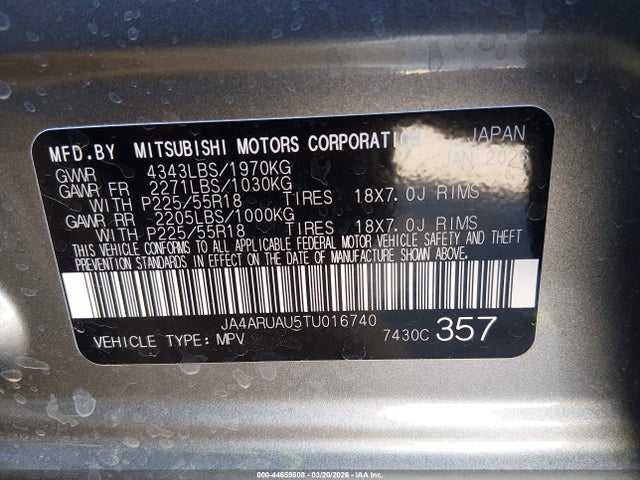 MFD.BY MITSUBISHI MOTORS CORPORATION JAPAN
GVWR 4343LBS/1970KG JAN 2026
GAWR FR 2271LBS/1030KG
WITH P225/55R18 TIRES 18X7.0J RIMS
GAWR RR 2205LBS/1000KG
WITH P225/55R18 TIRES 18X7.0J RIMS
THIS VEHICLE CONFORMS TO ALL APPLICABLE FEDERAL MOTOR VEHICLE SAFETY AND THEFT
PREVENTION STANDARDS IN EFFECT ON THE DATE OF MANUFACTURE SHOWN ABOVE.
JA4ARUAU5TU016740
VEHICLE TYPE: MPV 7430C 357
000-44659608 | 03/20/2026 | IAA INC.